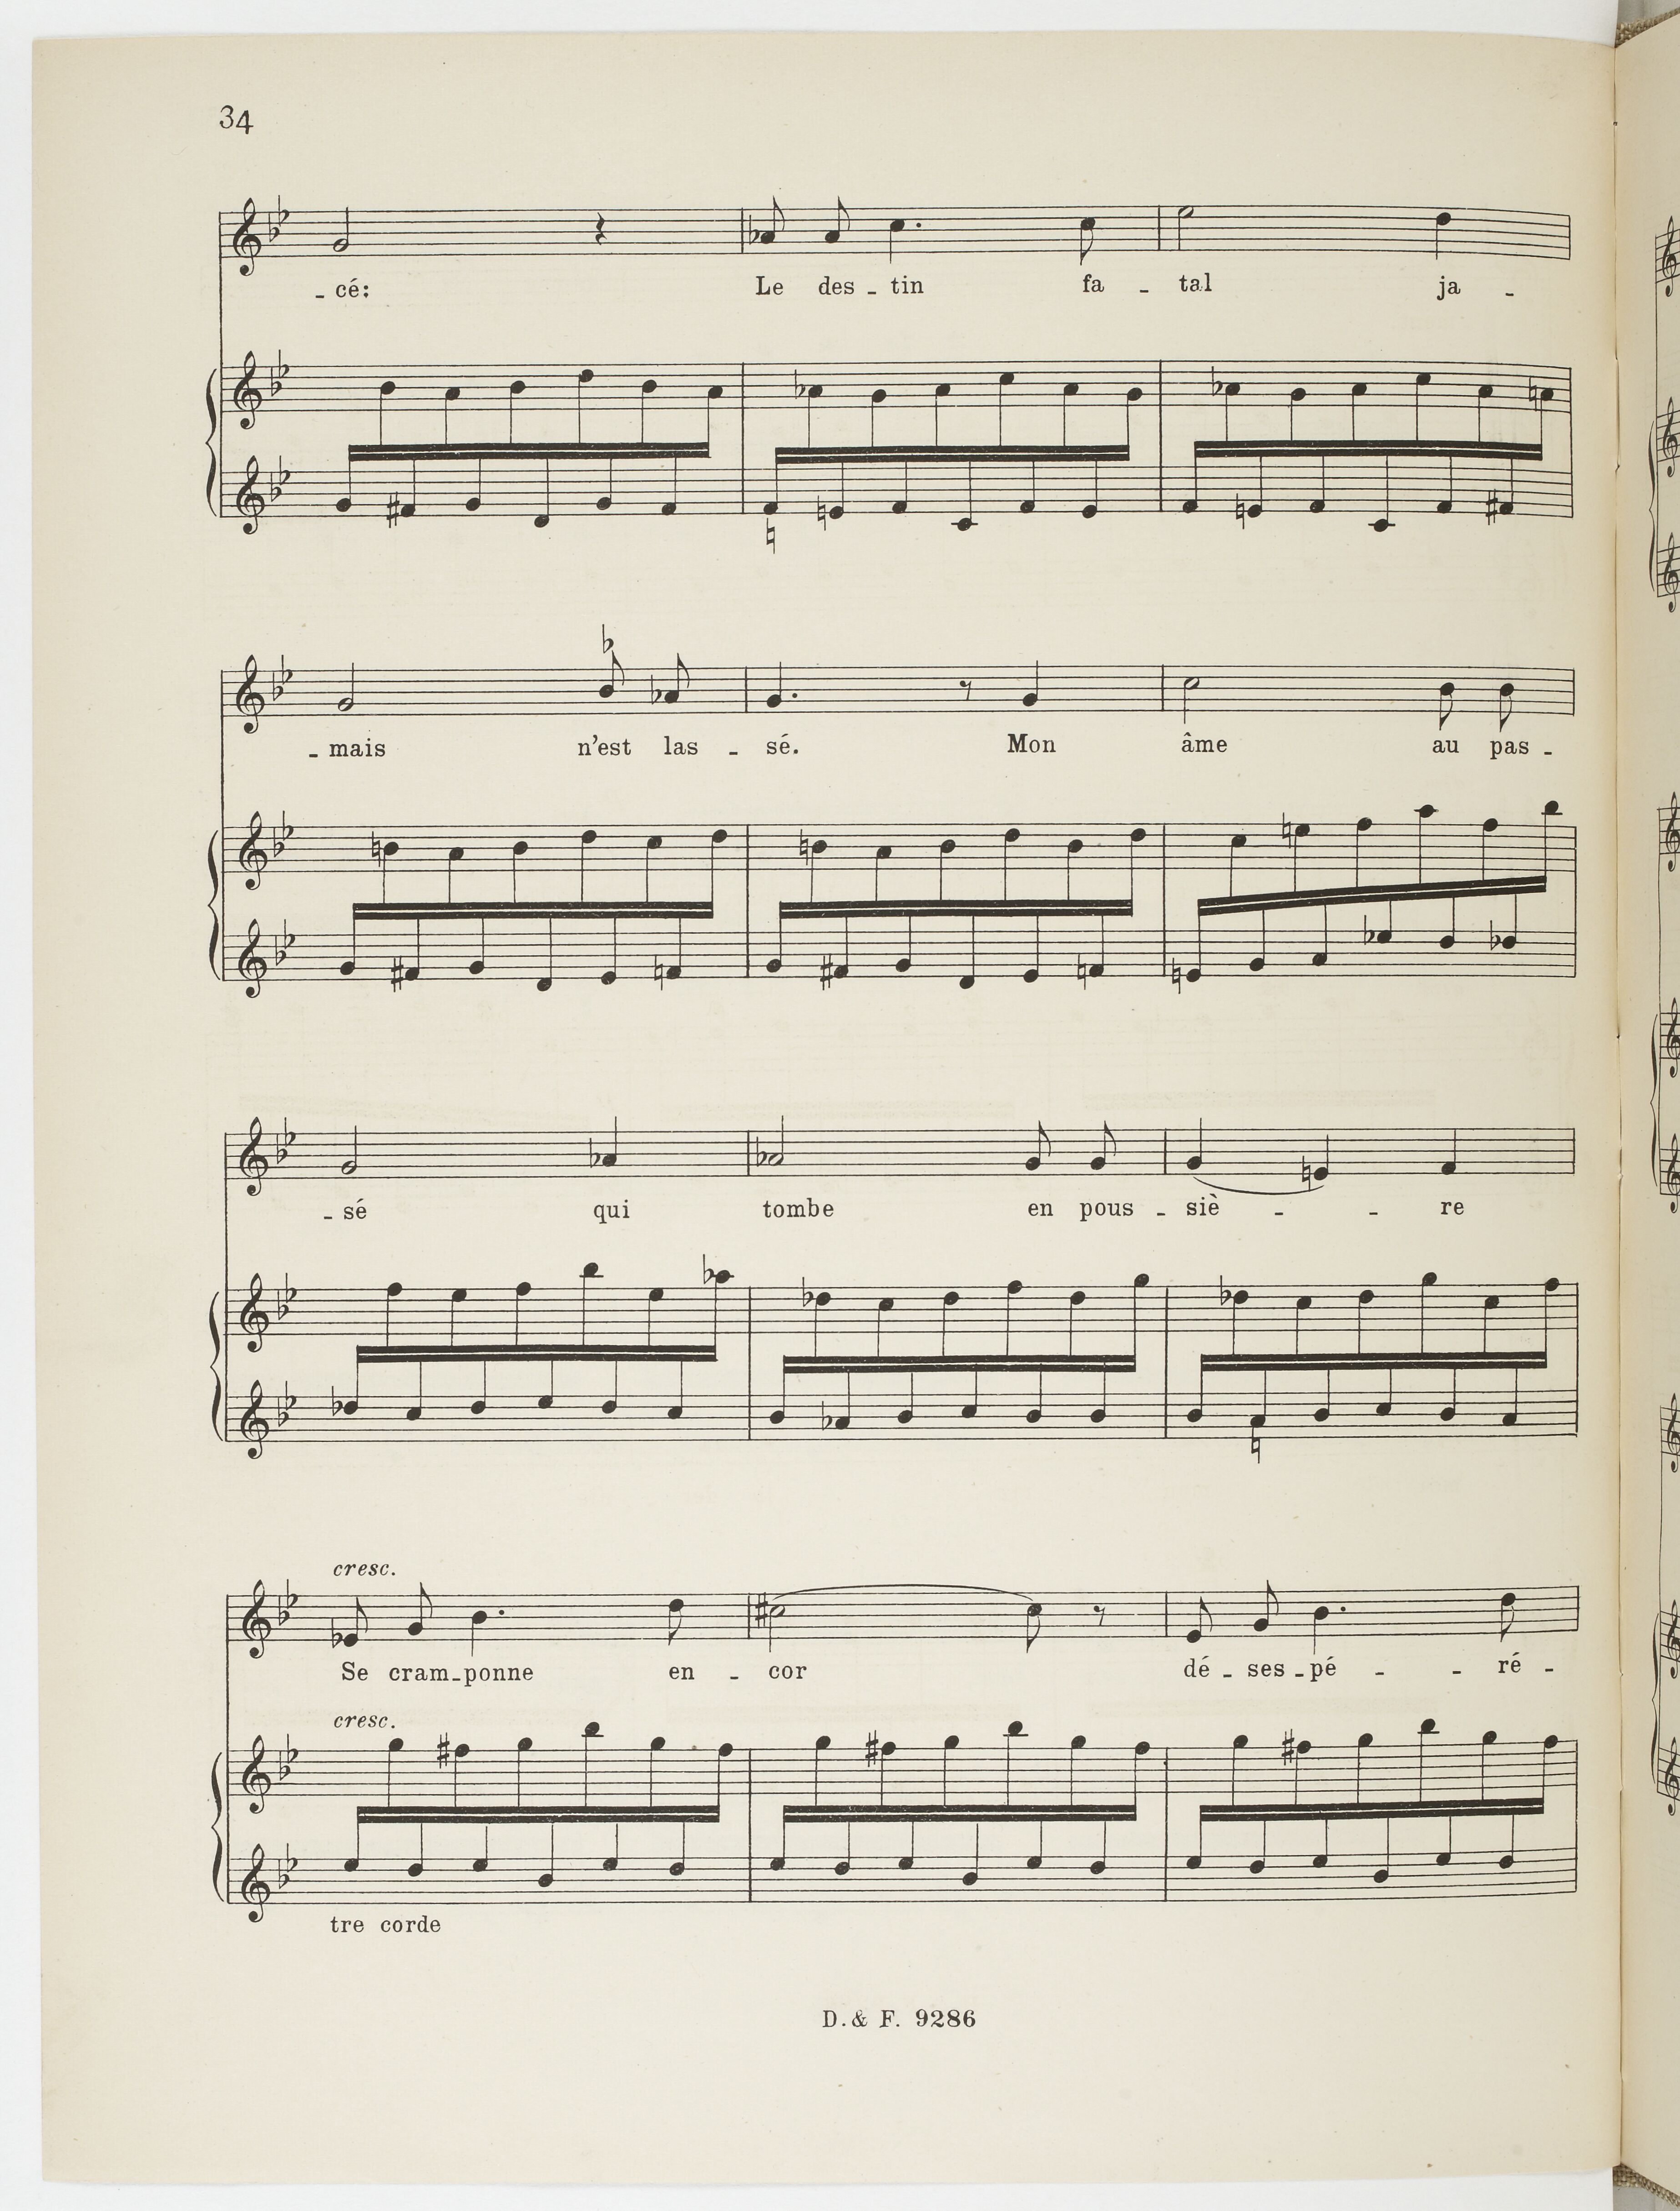 34
_ cé: Le des _ tin fa _ tal ja _
_ mais n'est las _ sé. Mon âme au pas _
_ sé qui tombe en pous _ siè _ _ re
cresc.
Se cram _ ponne en _ cor dé _ ses _ pé _ _ ré _
cresc.
tre corde
D. & F. 9286